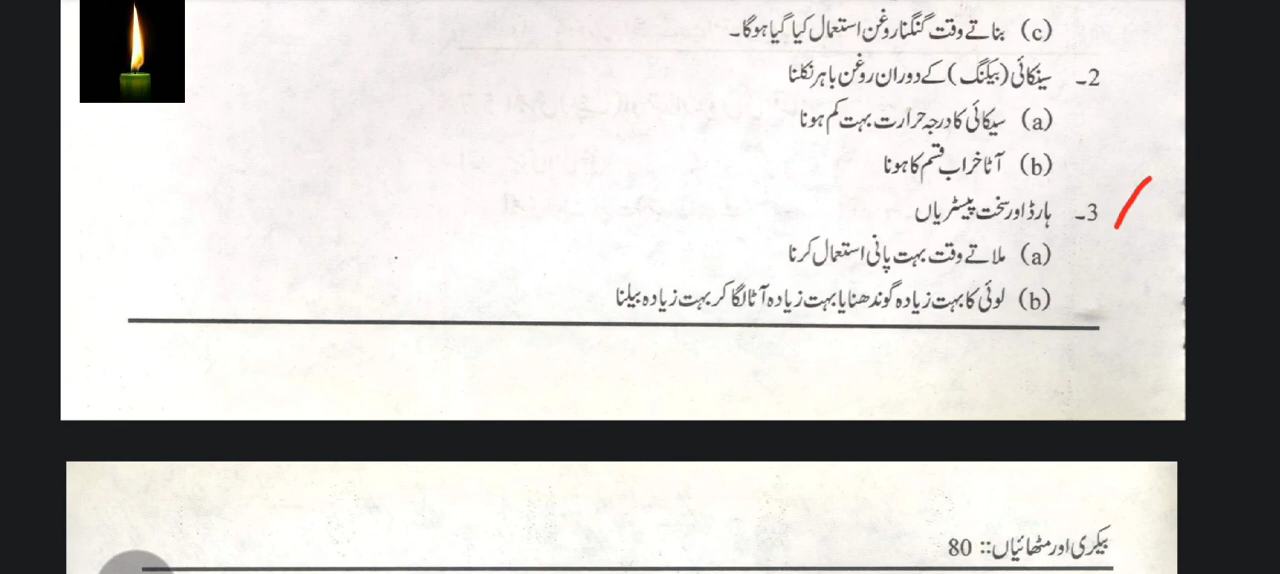 (c) بناتے وقت گنگنا روغن استعمال کیا گیا ہوگا۔
2۔ سینکائی (بیکنگ) کے دوران روغن باہر نکلنا
(a) سیکائی کا درجہ حرارت بہت کم ہونا
(b) آٹا خراب قسم کا ہونا
3۔ ہارڈ اور سخت پیسٹریاں
(a) ملاتے وقت بہت پانی استعمال کرنا
(b) لوئی کا بہت زیادہ گوندھنا یا بہت زیادہ آٹا لگا کر بہت زیادہ بیلنا
بیکری اور مٹھائیاں :: 80